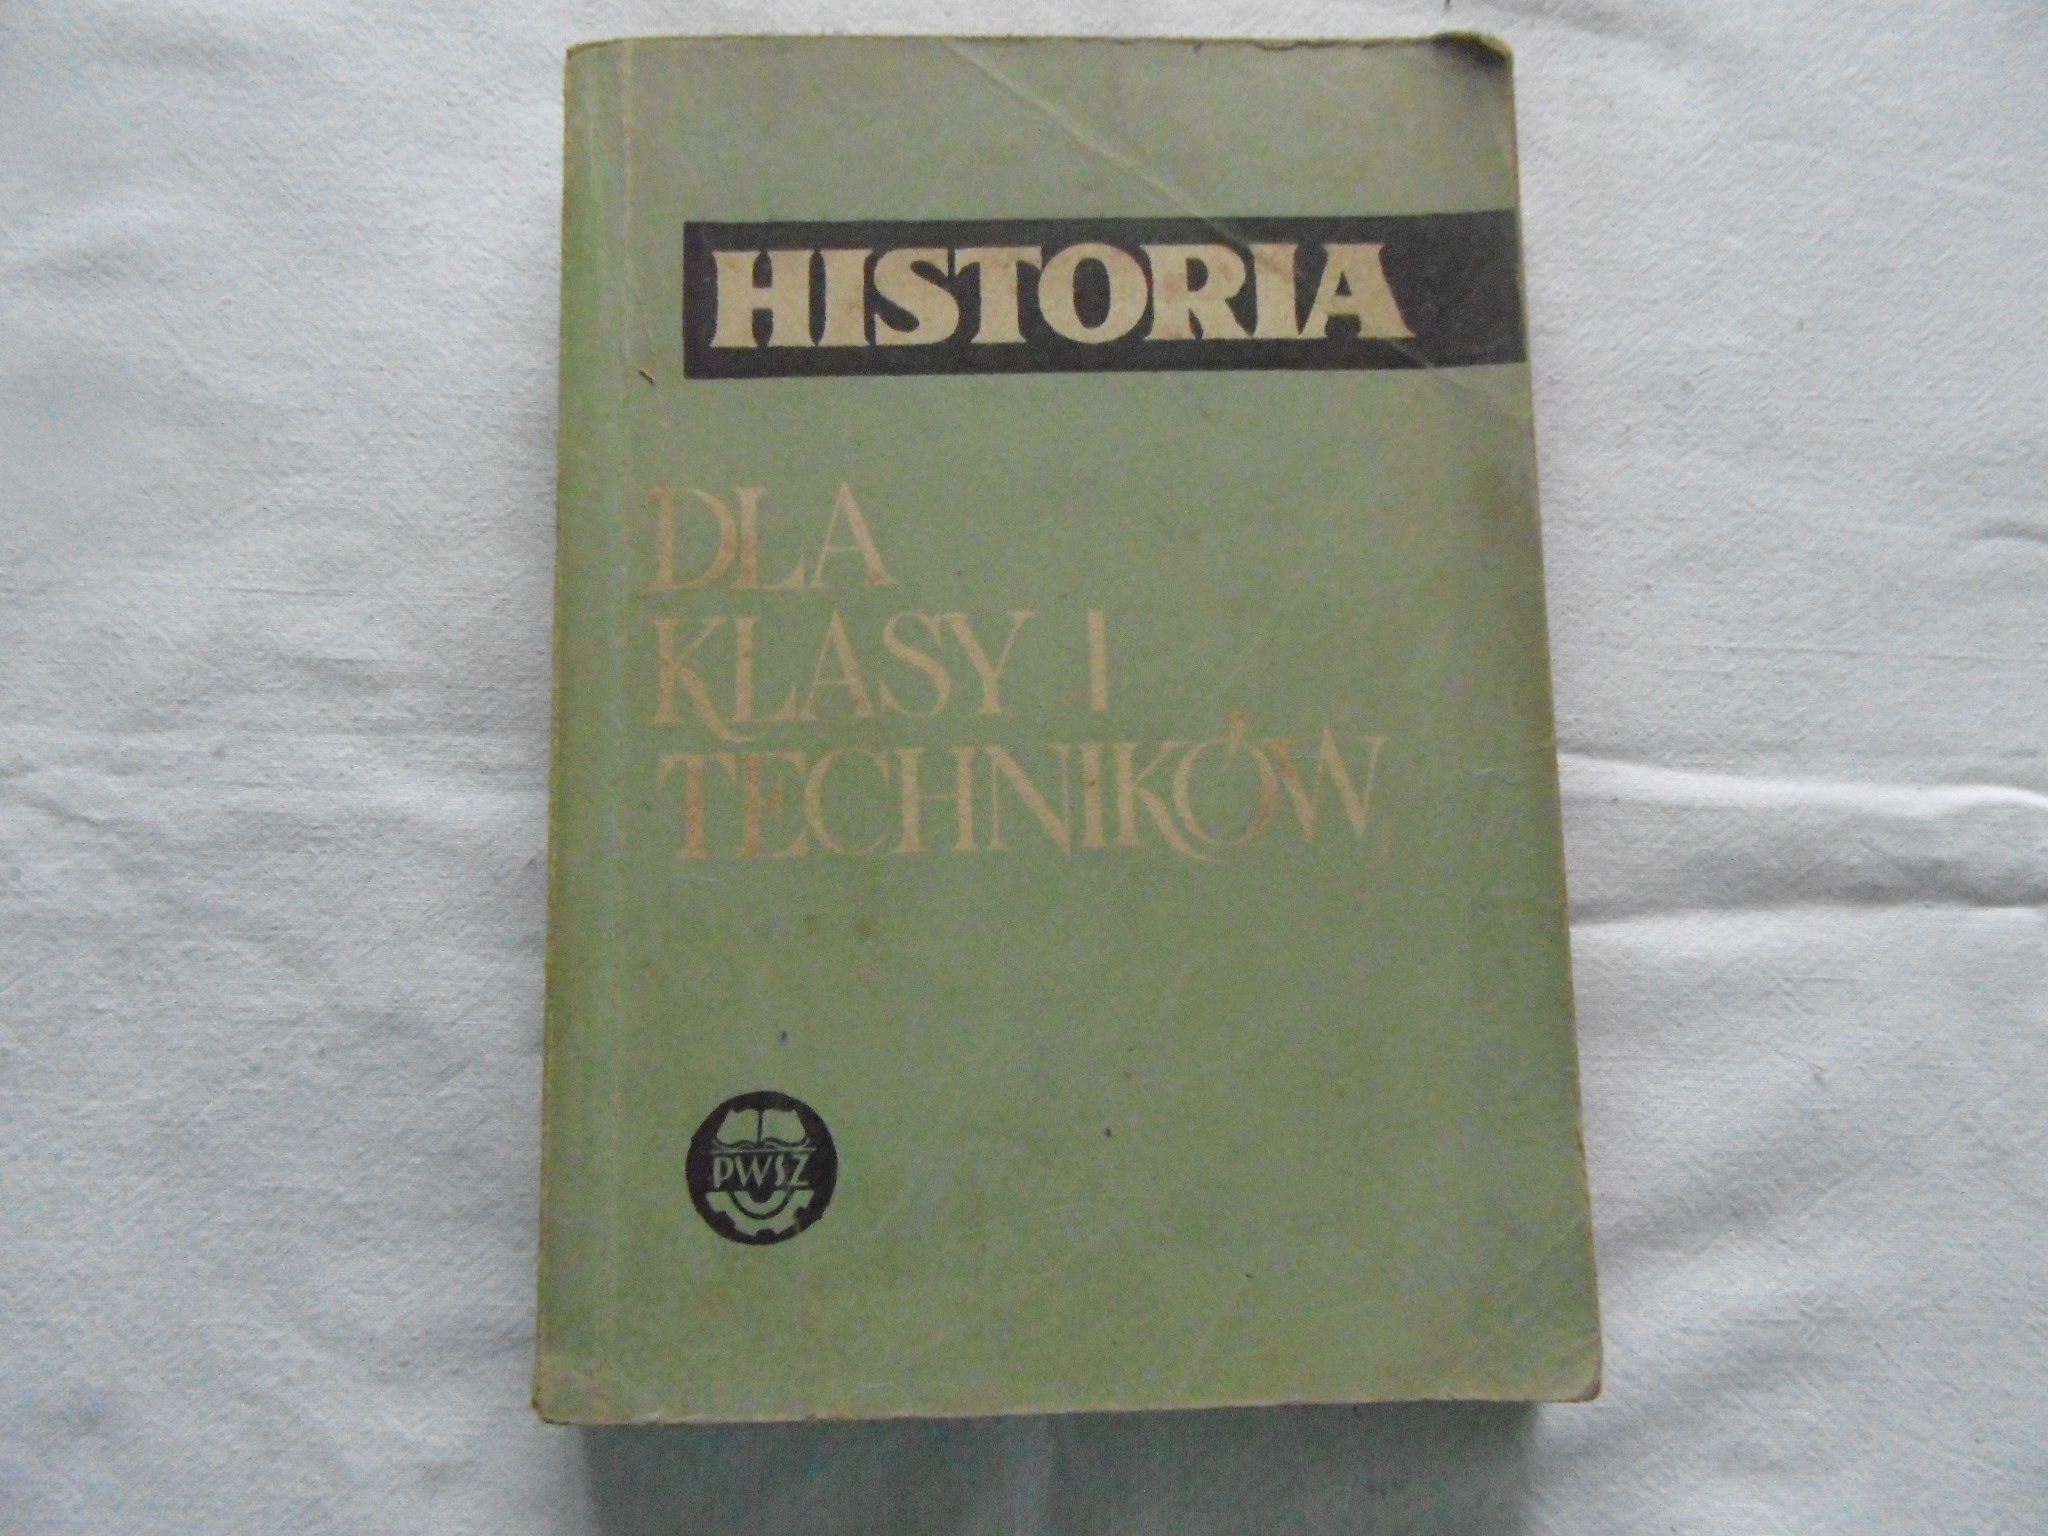 HISTORIA
DLA
KLASY I
TECHNIKÓW
PWSZ